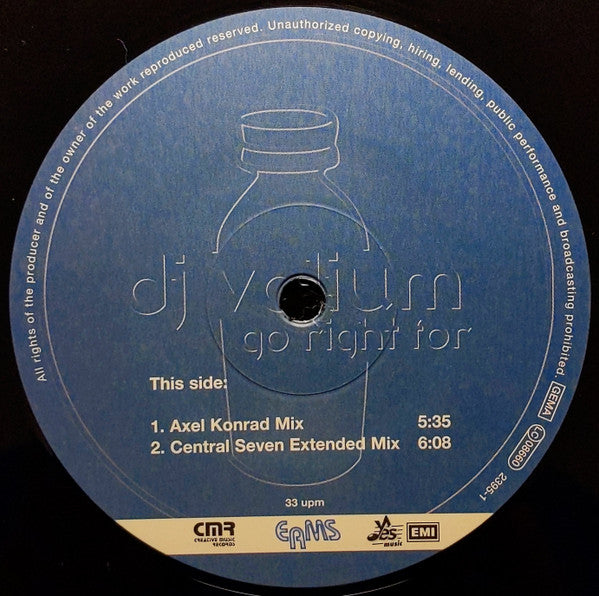 All rights of the producer and of the owner of the work reproduced reserved. Unauthorized copying, hiring, lending, public performance and broadcasting prohibited.
GEMA
LC 08660
2395-1
dj valium
go right for
This side:
1. Axel Konrad Mix 5:35
2. Central Seven Extended Mix 6:08
33 upm
CMR
CREATIVE MUSIC
RECORDS
EAMS
yes
music
EMI